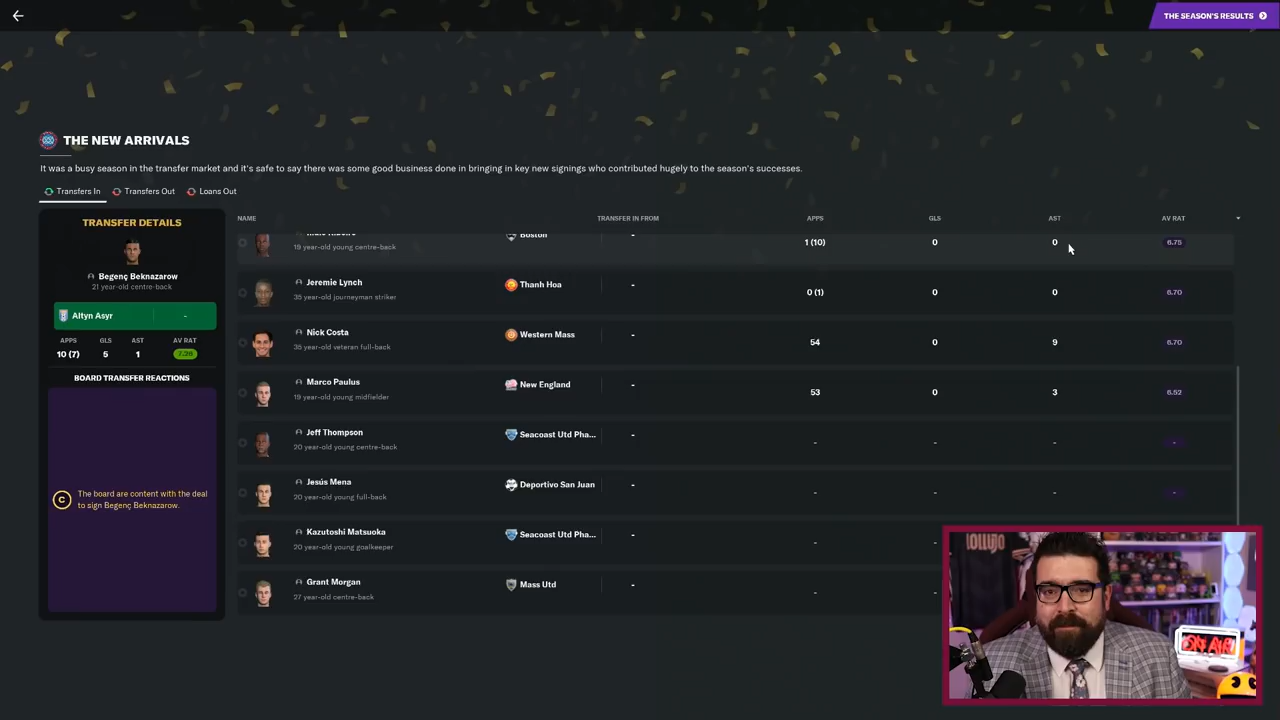 THE SEASON'S RESULTS
THE NEW ARRIVALS
It was a busy season in the transfer market and it's safe to say there was some good business done in bringing in key new signings who contributed hugely to the season's successes.
Transfers In Transfers Out Loans Out
TRANSFER DETAILS
Begenç Beknazarow
21 year-old centre-back
Altyn Asyr -
APPS GLS AST AV RAT
10 (7) 5 1 7.26
BOARD TRANSFER REACTIONS
C
The board are content with the deal
to sign Begenç Beknazarow.
NAME TRANSFER IN FROM APPS GLS AST AV RAT
Boston - 1 (10) 0 0 6.75
19 year-old young centre-back
Jeremie Lynch Thanh Hoa - 0 (1) 0 0 6.70
35 year-old journeyman striker
Nick Costa Western Mass - 54 0 9 6.70
35 year-old veteran full-back
Marco Paulus New England - 53 0 3 6.52
19 year-old young midfielder
Jeff Thompson Seacoast Utd Pha... - - - - -
20 year-old young centre-back
Jesús Mena Deportivo San Juan - - - - -
20 year-old young full-back
Kazutoshi Matsuoka Seacoast Utd Pha... - - -
20 year-old young goalkeeper
Grant Morgan Mass Utd - - -
27 year-old centre-back
lollujo
ON AIR